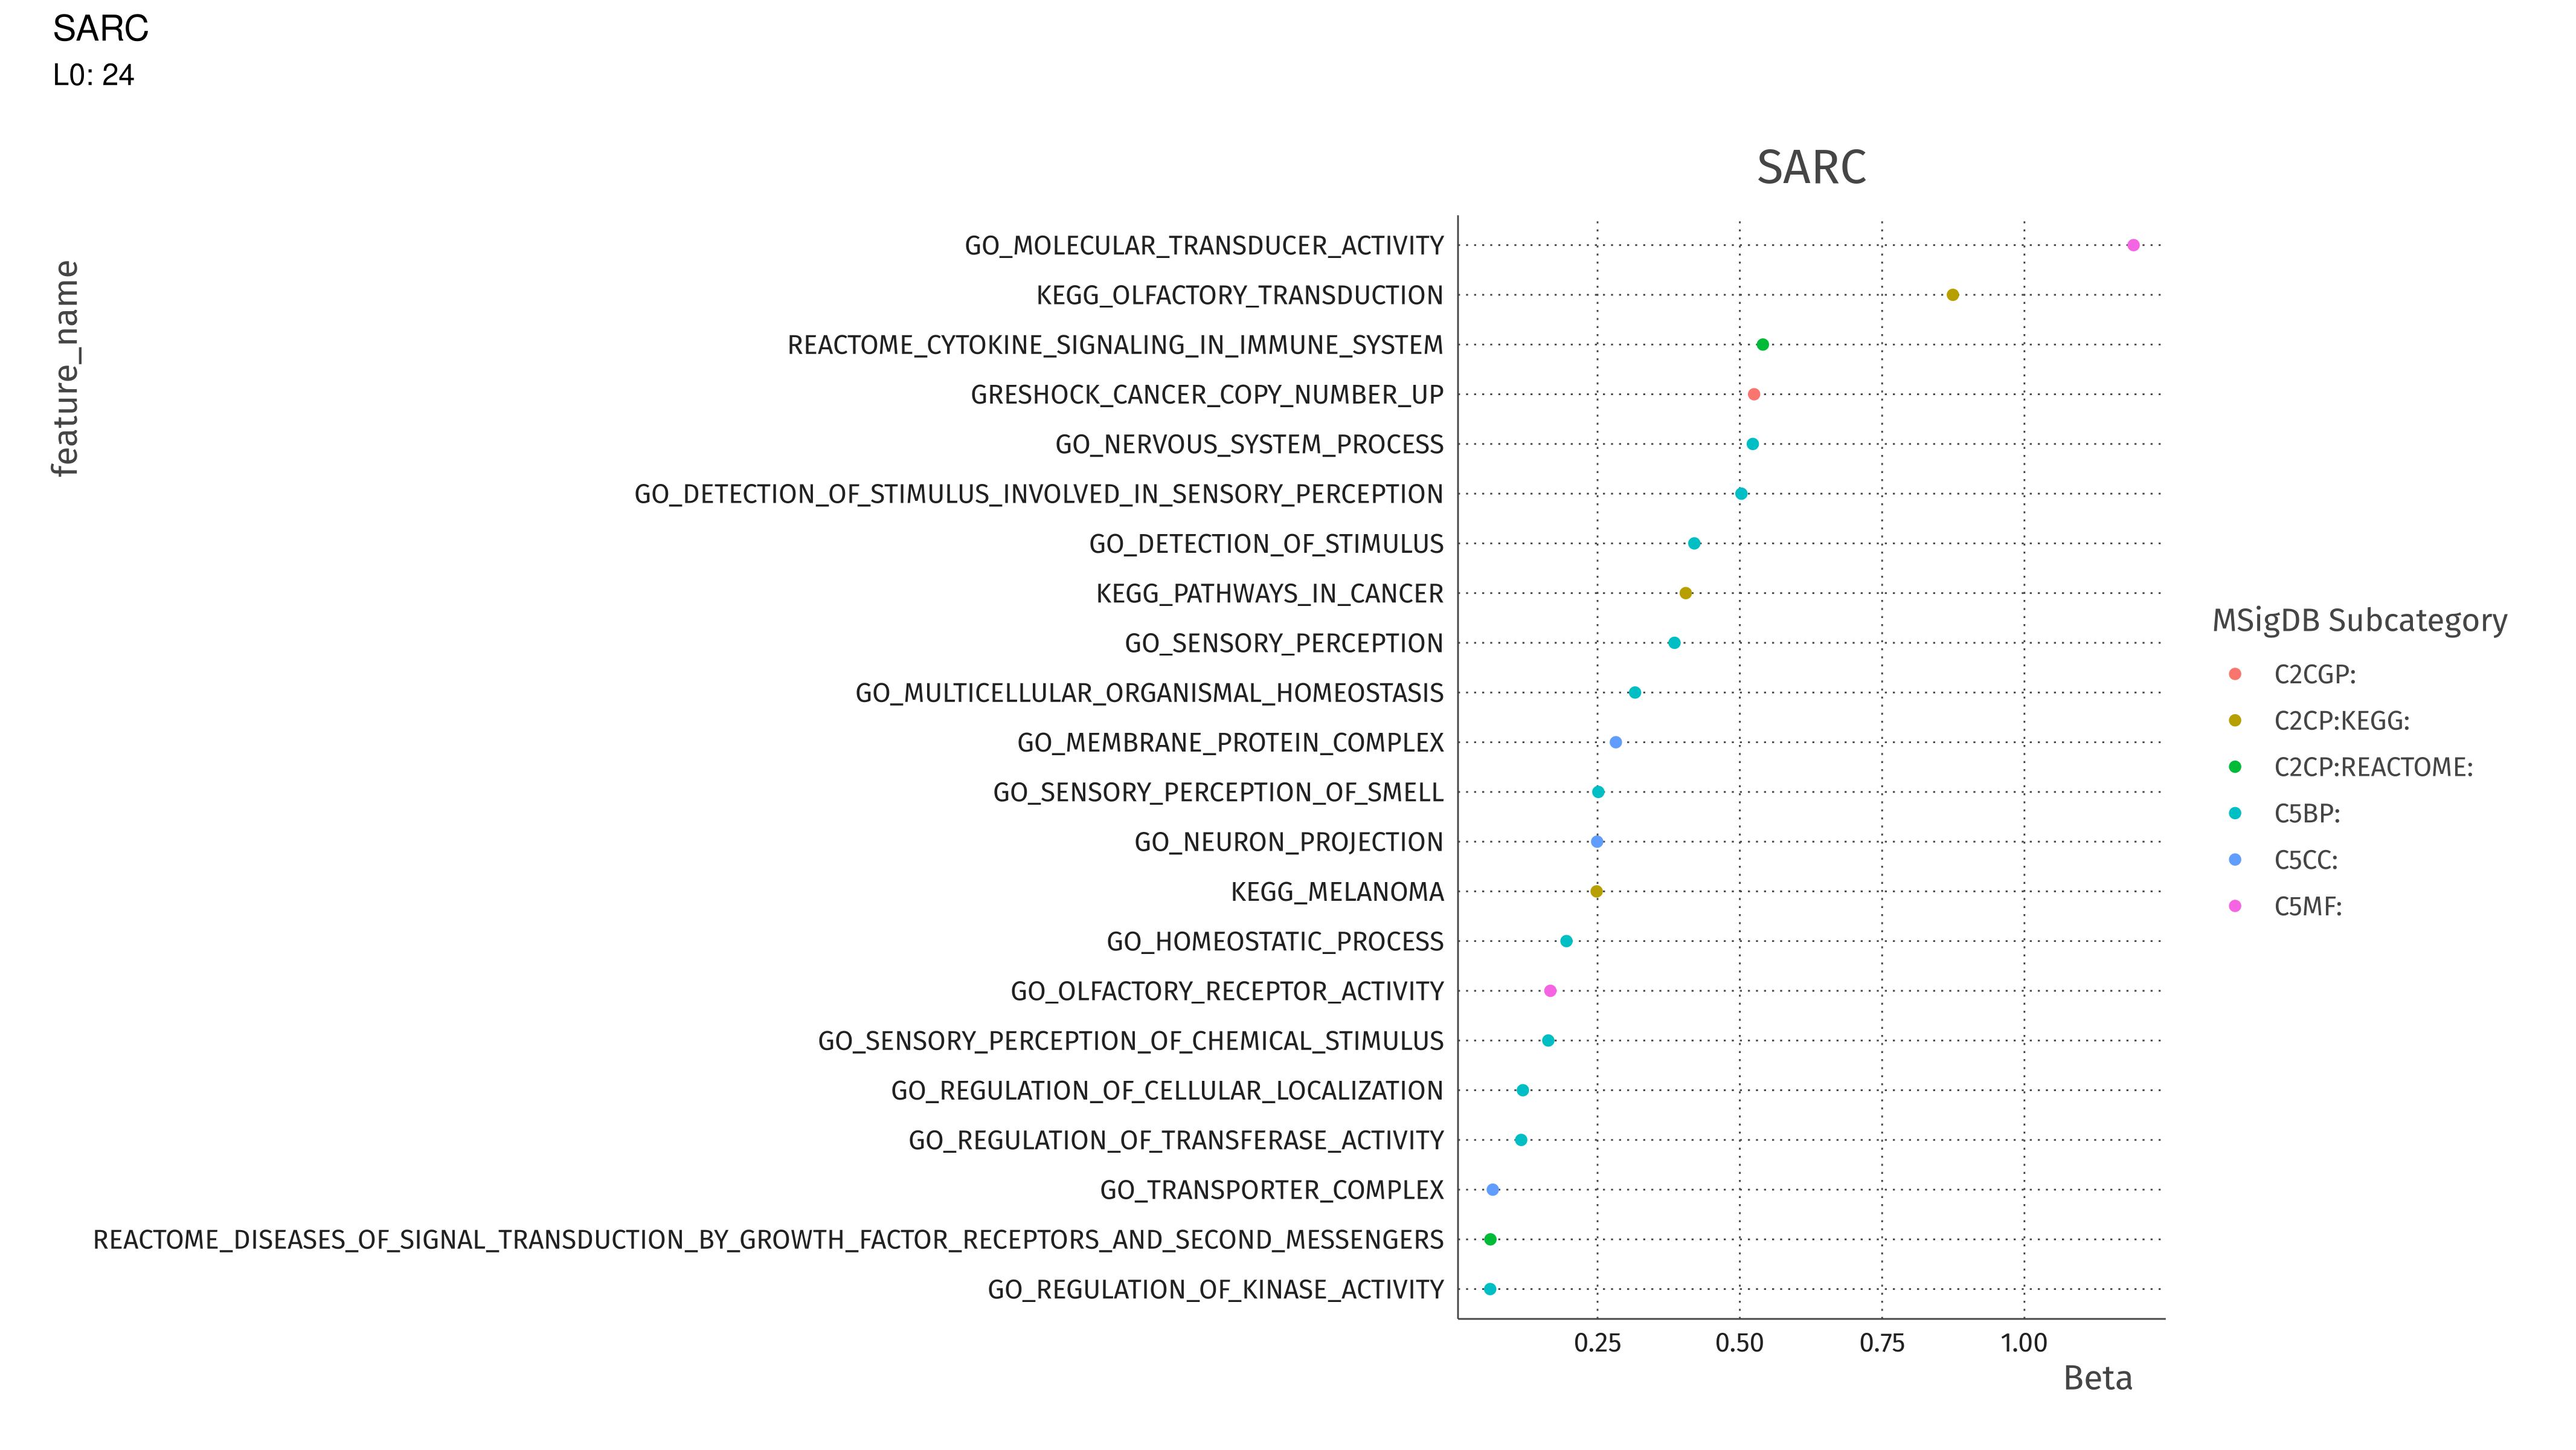 SARC
L0: 24
SARC
feature_name
GO_MOLECULAR_TRANSDUCER_ACTIVITY
KEGG_OLFACTORY_TRANSDUCTION
REACTOME_CYTOKINE_SIGNALING_IN_IMMUNE_SYSTEM
GRESHOCK_CANCER_COPY_NUMBER_UP
GO_NERVOUS_SYSTEM_PROCESS
GO_DETECTION_OF_STIMULUS_INVOLVED_IN_SENSORY_PERCEPTION
GO_DETECTION_OF_STIMULUS
KEGG_PATHWAYS_IN_CANCER
GO_SENSORY_PERCEPTION
GO_MULTICELLULAR_ORGANISMAL_HOMEOSTASIS
GO_MEMBRANE_PROTEIN_COMPLEX
GO_SENSORY_PERCEPTION_OF_SMELL
GO_NEURON_PROJECTION
KEGG_MELANOMA
GO_HOMEOSTATIC_PROCESS
GO_OLFACTORY_RECEPTOR_ACTIVITY
GO_SENSORY_PERCEPTION_OF_CHEMICAL_STIMULUS
GO_REGULATION_OF_CELLULAR_LOCALIZATION
GO_REGULATION_OF_TRANSFERASE_ACTIVITY
GO_TRANSPORTER_COMPLEX
REACTOME_DISEASES_OF_SIGNAL_TRANSDUCTION_BY_GROWTH_FACTOR_RECEPTORS_AND_SECOND_MESSENGERS
GO_REGULATION_OF_KINASE_ACTIVITY
0.25 0.50 0.75 1.00
Beta
MSigDB Subcategory
C2CGP:
C2CP:KEGG:
C2CP:REACTOME:
C5BP:
C5CC:
C5MF: